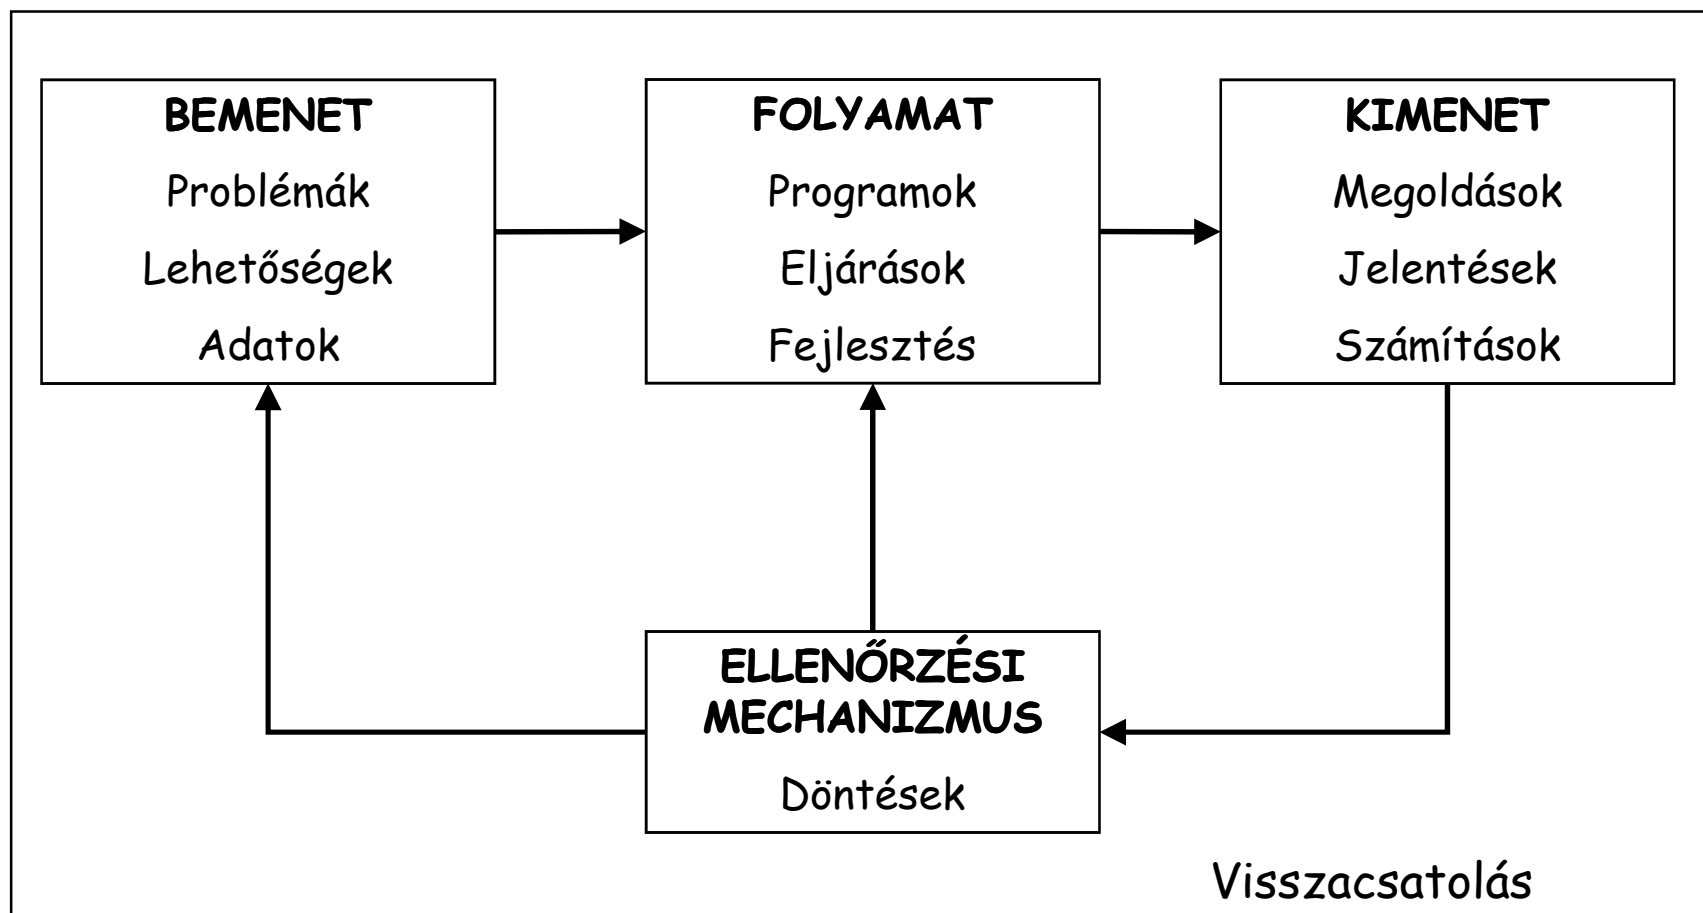 BEMENET
Problémák
Lehetőségek
Adatok
FOLYAMAT
Programok
Eljárások
Fejlesztés
KIMENET
Megoldások
Jelentések
Számítások
ELLENŐRZÉSI
MECHANIZMUS
Döntések
Visszacsatolás